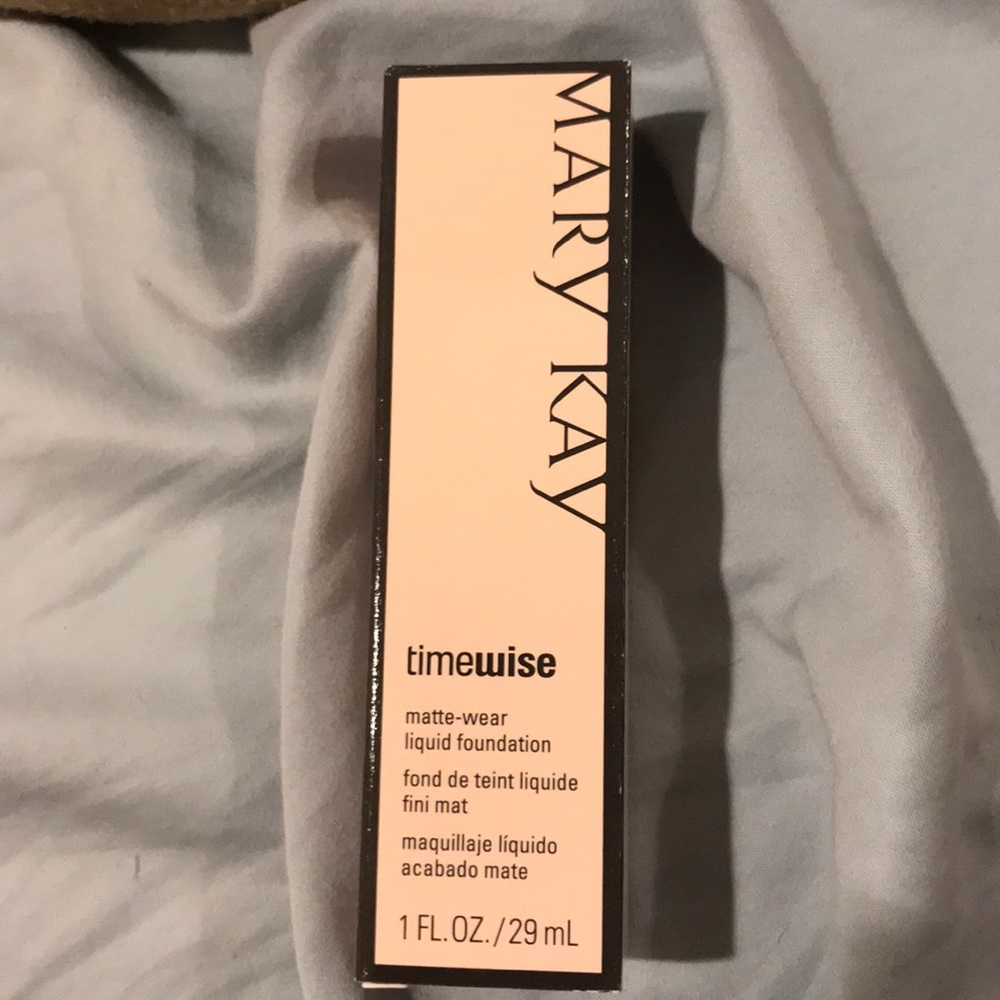 MARY KAY
timewise
matte-wear
liquid foundation
fond de teint liquide
fini mat
maquillaje líquido
acabado mate
1 FL. OZ. / 29 mL